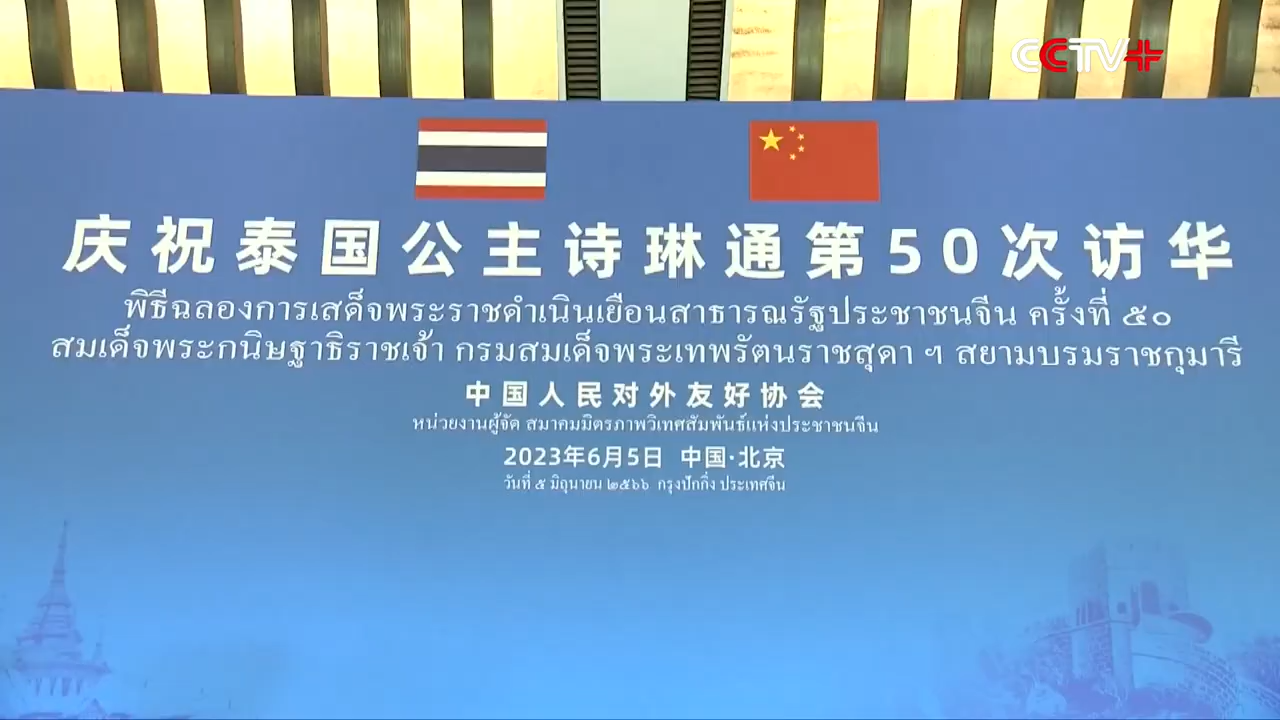 CCTV+
庆祝泰国公主诗琳通第50次访华
พิธีฉลองการเสด็จพระราชดำเนินเยือนสาธารณรัฐประชาชนจีน ครั้งที่ ๕๐
สมเด็จพระกนิษฐาธิราชเจ้า กรมสมเด็จพระเทพรัตนราชสุดา ฯ สยามบรมราชกุมารี
中国人民对外友好协会
หน่วยงานผู้จัด สมาคมมิตรภาพวิเทศสัมพันธ์แห่งประชาชนจีน
2023年6月5日 中国·北京
วันที่ ๕ มิถุนายน ๒๕๖๖ กรุงปักกิ่ง ประเทศจีน